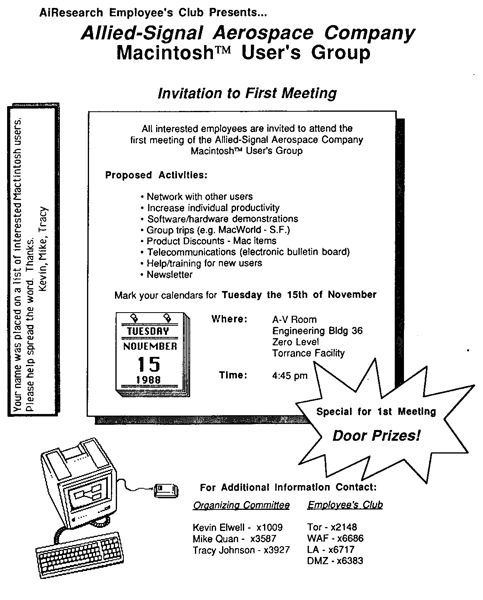 AiResearch Employee's Club Presents...
Allied-Signal Aerospace Company
Macintosh™ User's Group
Invitation to First Meeting
Your name was placed on a list of interested Mactintosh users.
Please help spread the word. Thanks.
Kevin, Mike, Tracy
All interested employees are invited to attend the
first meeting of the Allied-Signal Aerospace Company
Macintosh™ User's Group
Proposed Activities:
• Network with other users
• Increase individual productivity
• Software/hardware demonstrations
• Group trips (e.g. MacWorld - S.F.)
• Product Discounts - Mac items
• Telecommunications (electronic bulletin board)
• Help/training for new users
• Newsletter
Mark your calendars for Tuesday the 15th of November
TUESDAY
NOVEMBER
15
1988
Where: A-V Room
Engineering Bldg 36
Zero Level
Torrance Facility
Time: 4:45 pm
Special for 1st Meeting
Door Prizes!
For Additional Information Contact:
Organizing Committee Employee's Club
Kevin Elwell - x1009 Tor - x2148
Mike Quan - x3587 WAF - x6686
Tracy Johnson - x3927 LA - x6717
DMZ - x6383